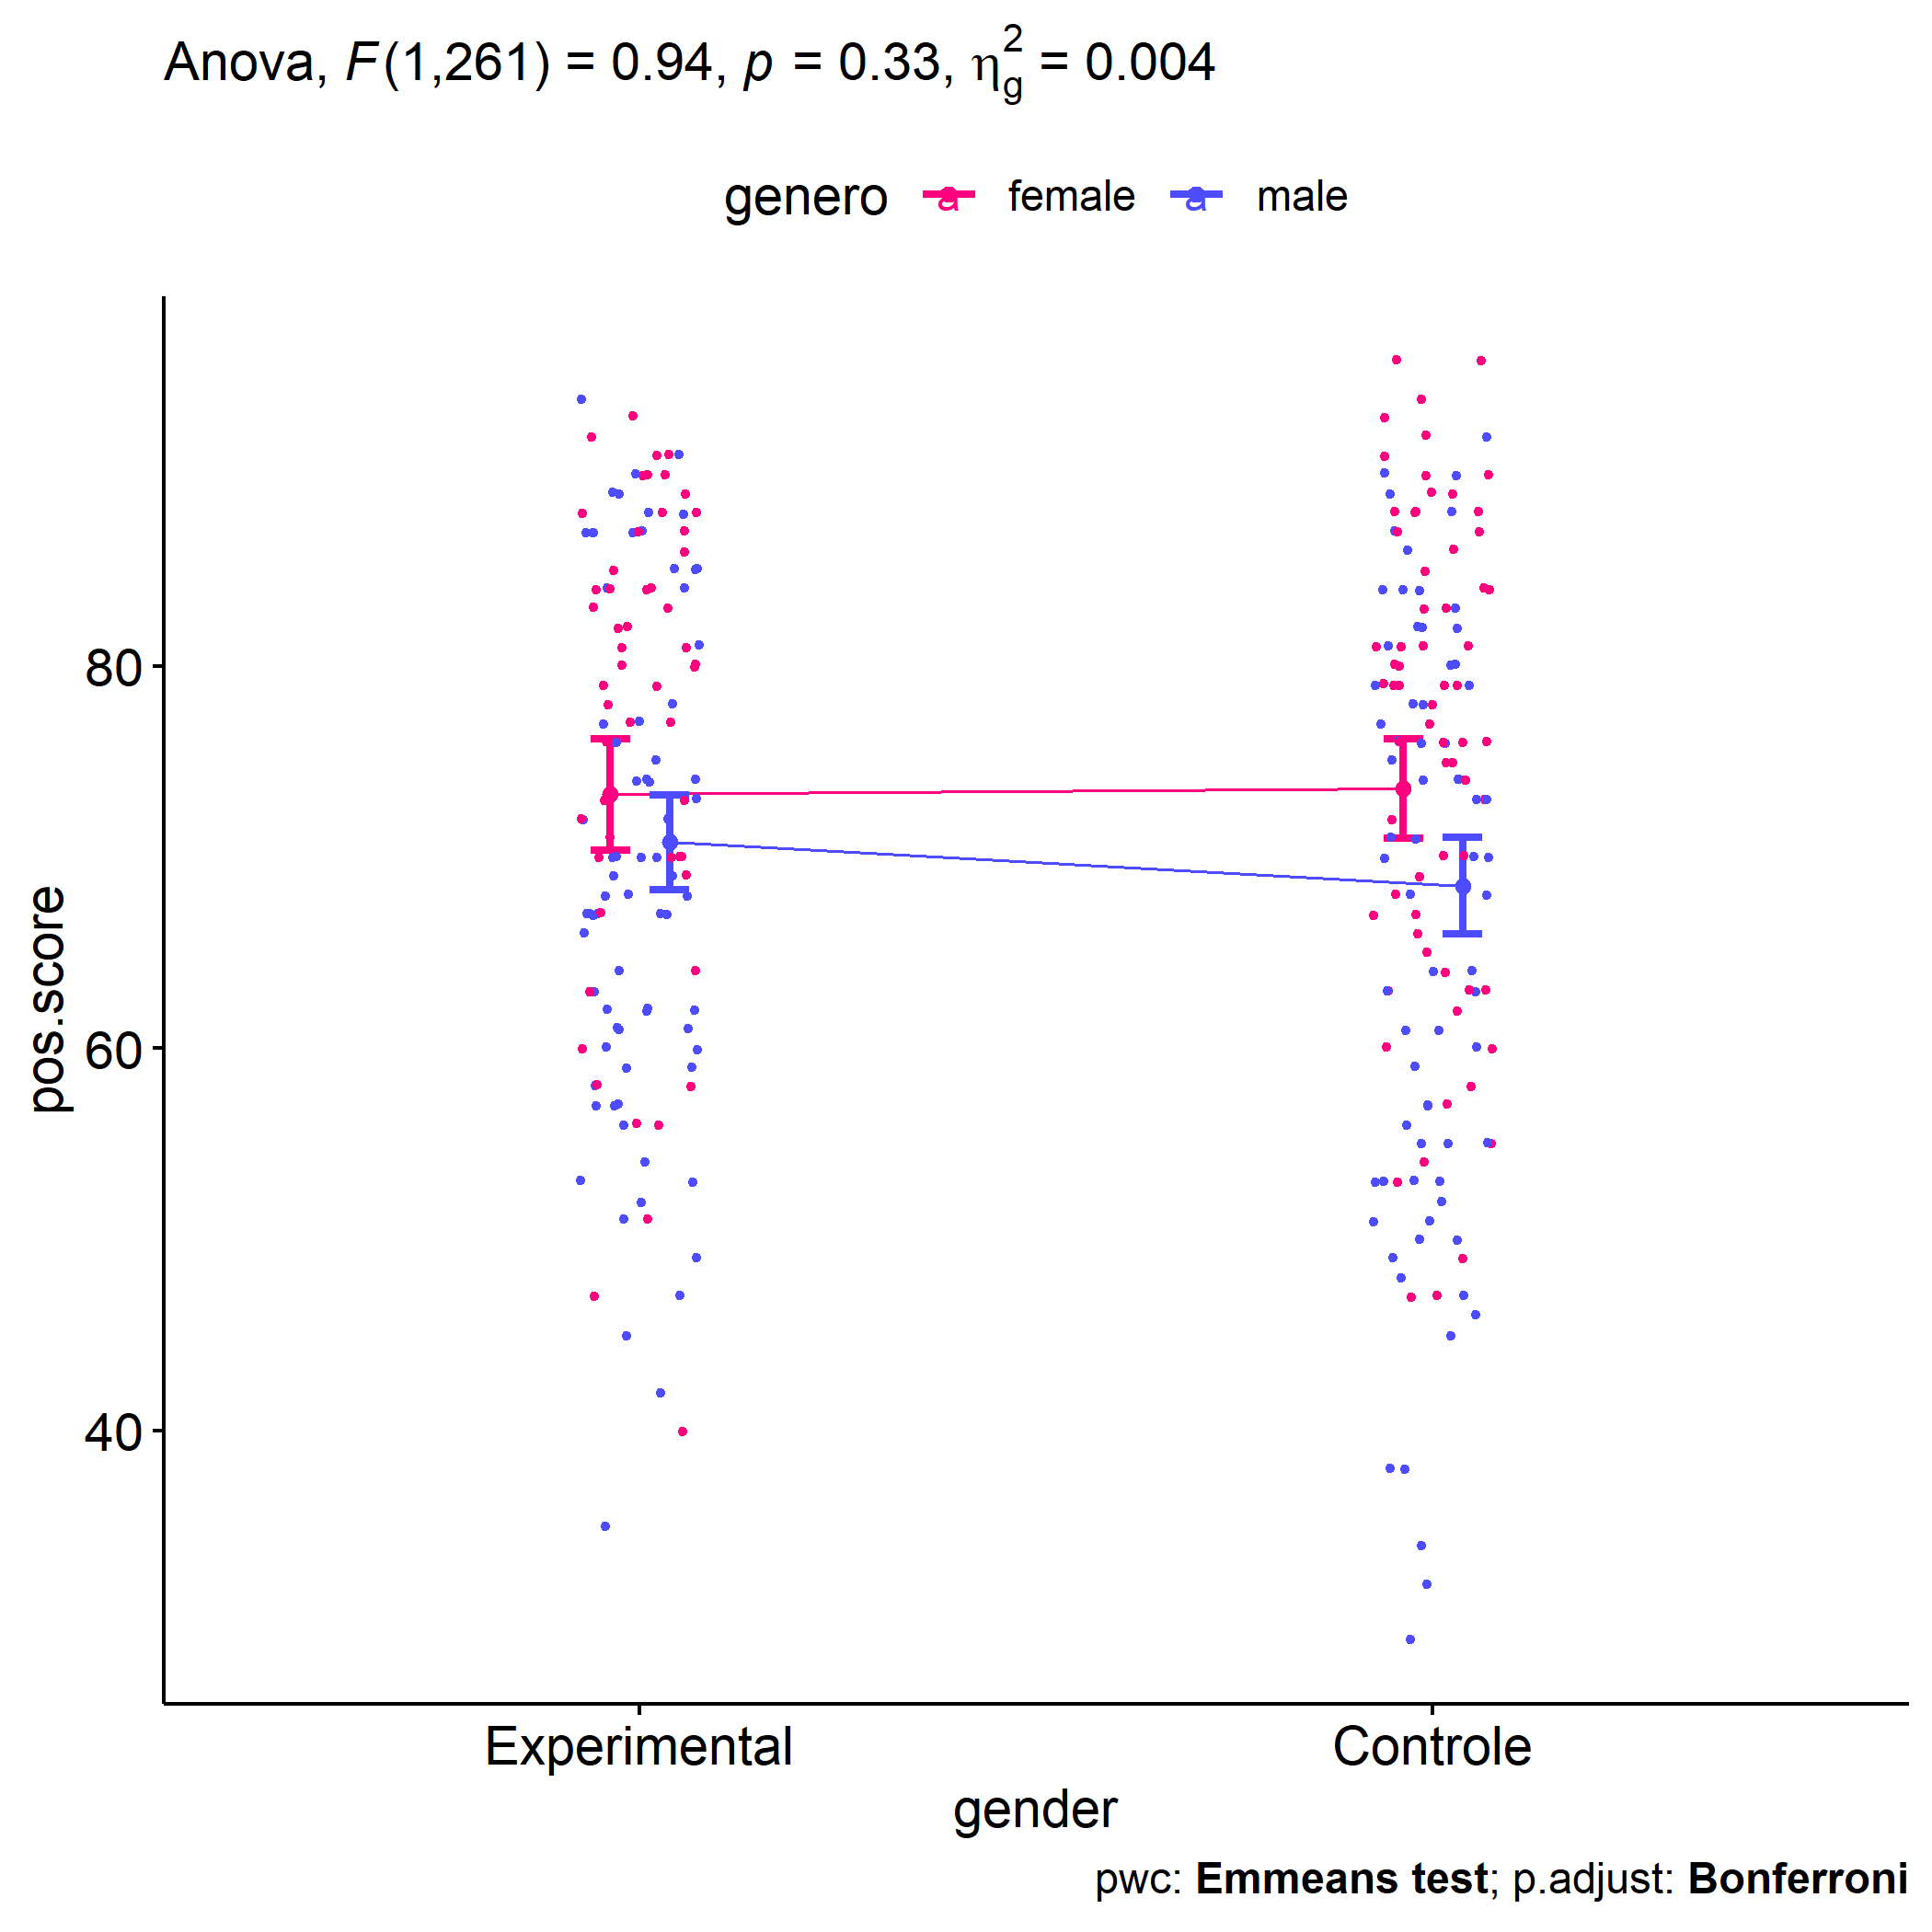 Anova, F(1,261) = 0.94, p = 0.33, η²g = 0.004
genero a female a male
pos.score
80
60
40
Experimental Controle
gender
pwc: Emmeans test; p.adjust: Bonferroni